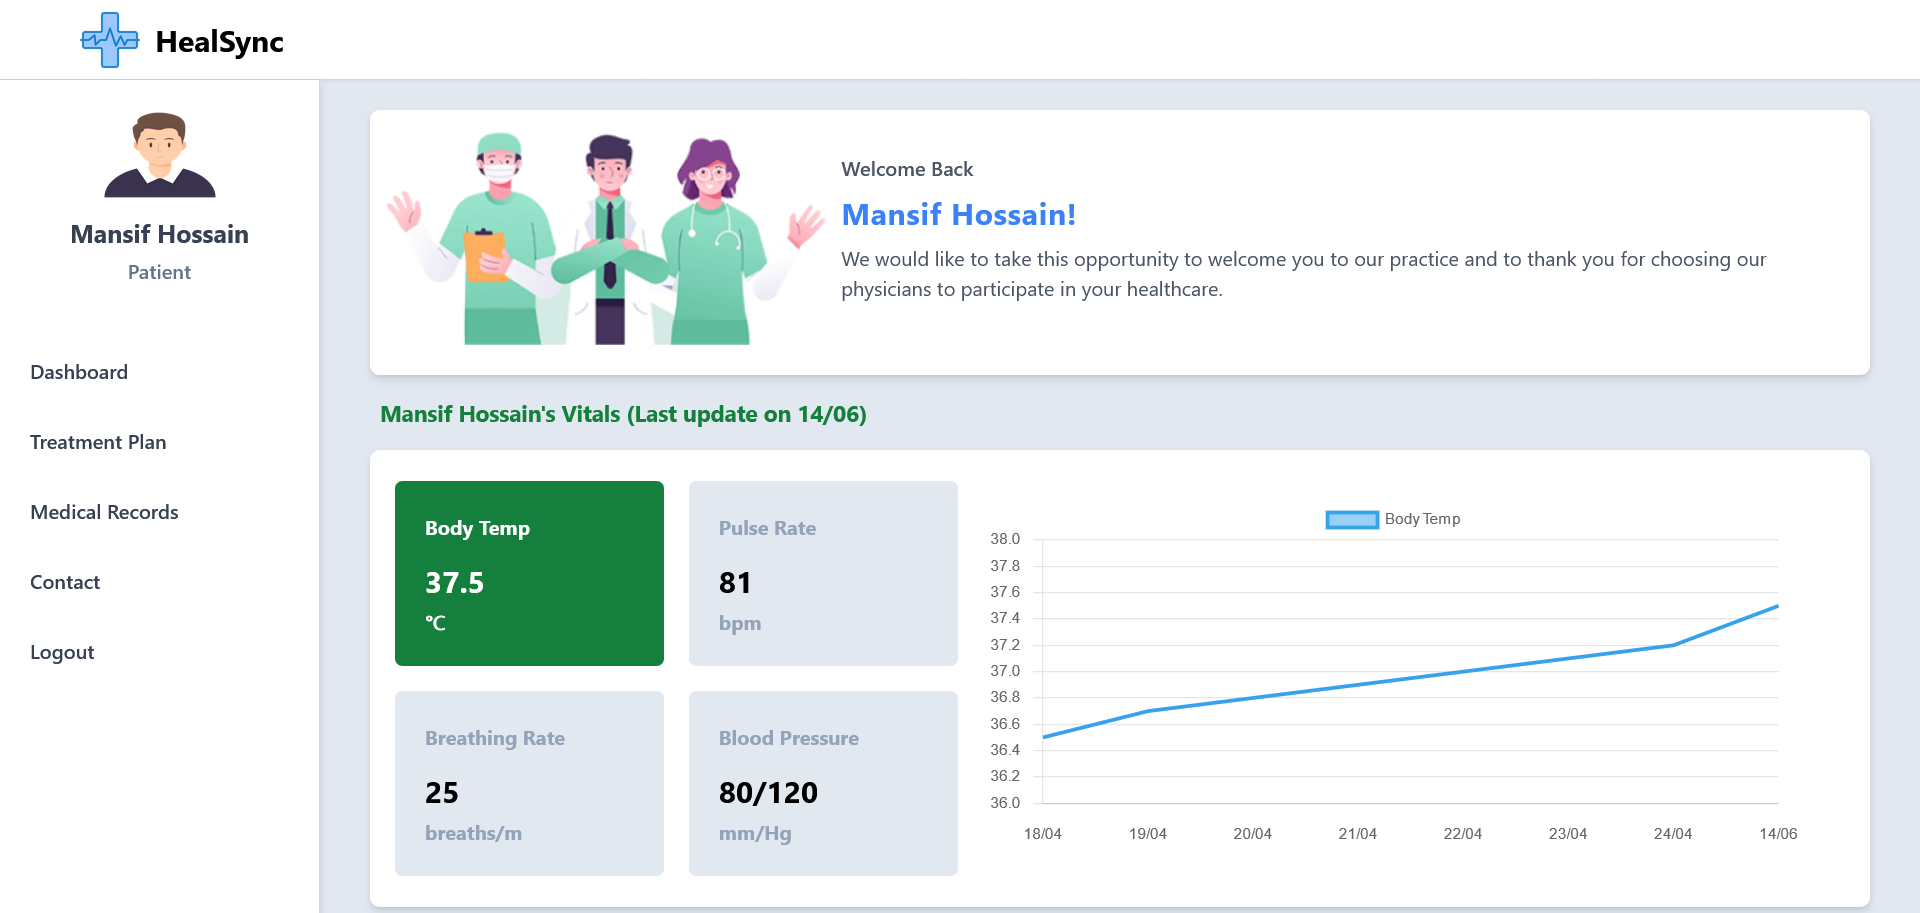 HealSync
Mansif Hossain
Patient
Dashboard
Treatment Plan
Medical Records
Contact
Logout
Welcome Back
Mansif Hossain!
We would like to take this opportunity to welcome you to our practice and to thank you for choosing our
physicians to participate in your healthcare.
Mansif Hossain's Vitals (Last update on 14/06)
Body Temp
37.5
°C
Pulse Rate
81
bpm
Breathing Rate
25
breaths/m
Blood Pressure
80/120
mm/Hg
Body Temp
38.0
37.8
37.6
37.4
37.2
37.0
36.8
36.6
36.4
36.2
36.0
18/04 19/04 20/04 21/04 22/04 23/04 24/04 14/06